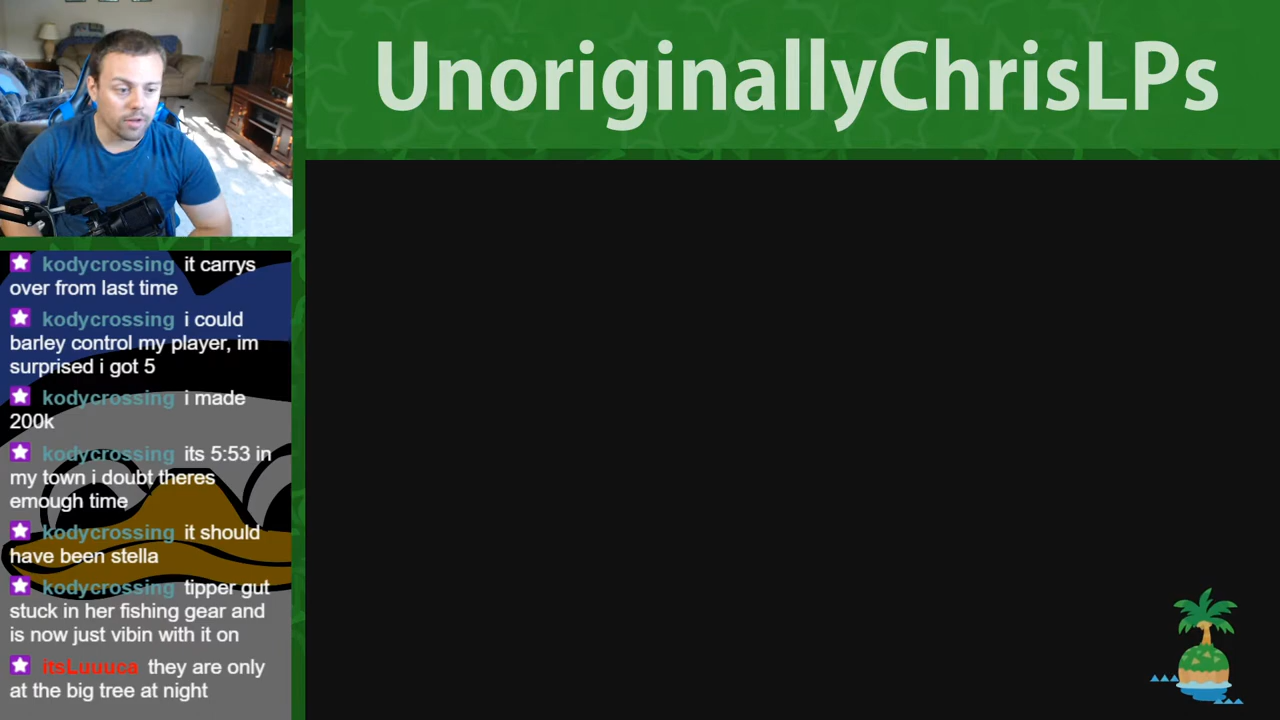 UnoriginallyChrisLPs
kodycrossing it carrys
over from last time
kodycrossing i could
barley control my player, im
surprised i got 5
kodycrossing i made
200k
kodycrossing its 5:53 in
my town i doubt theres
emough time
kodycrossing it should
have been stella
kodycrossing tipper gut
stuck in her fishing gear and
is now just vibin with it on
itsLuuuca they are only
at the big tree at night